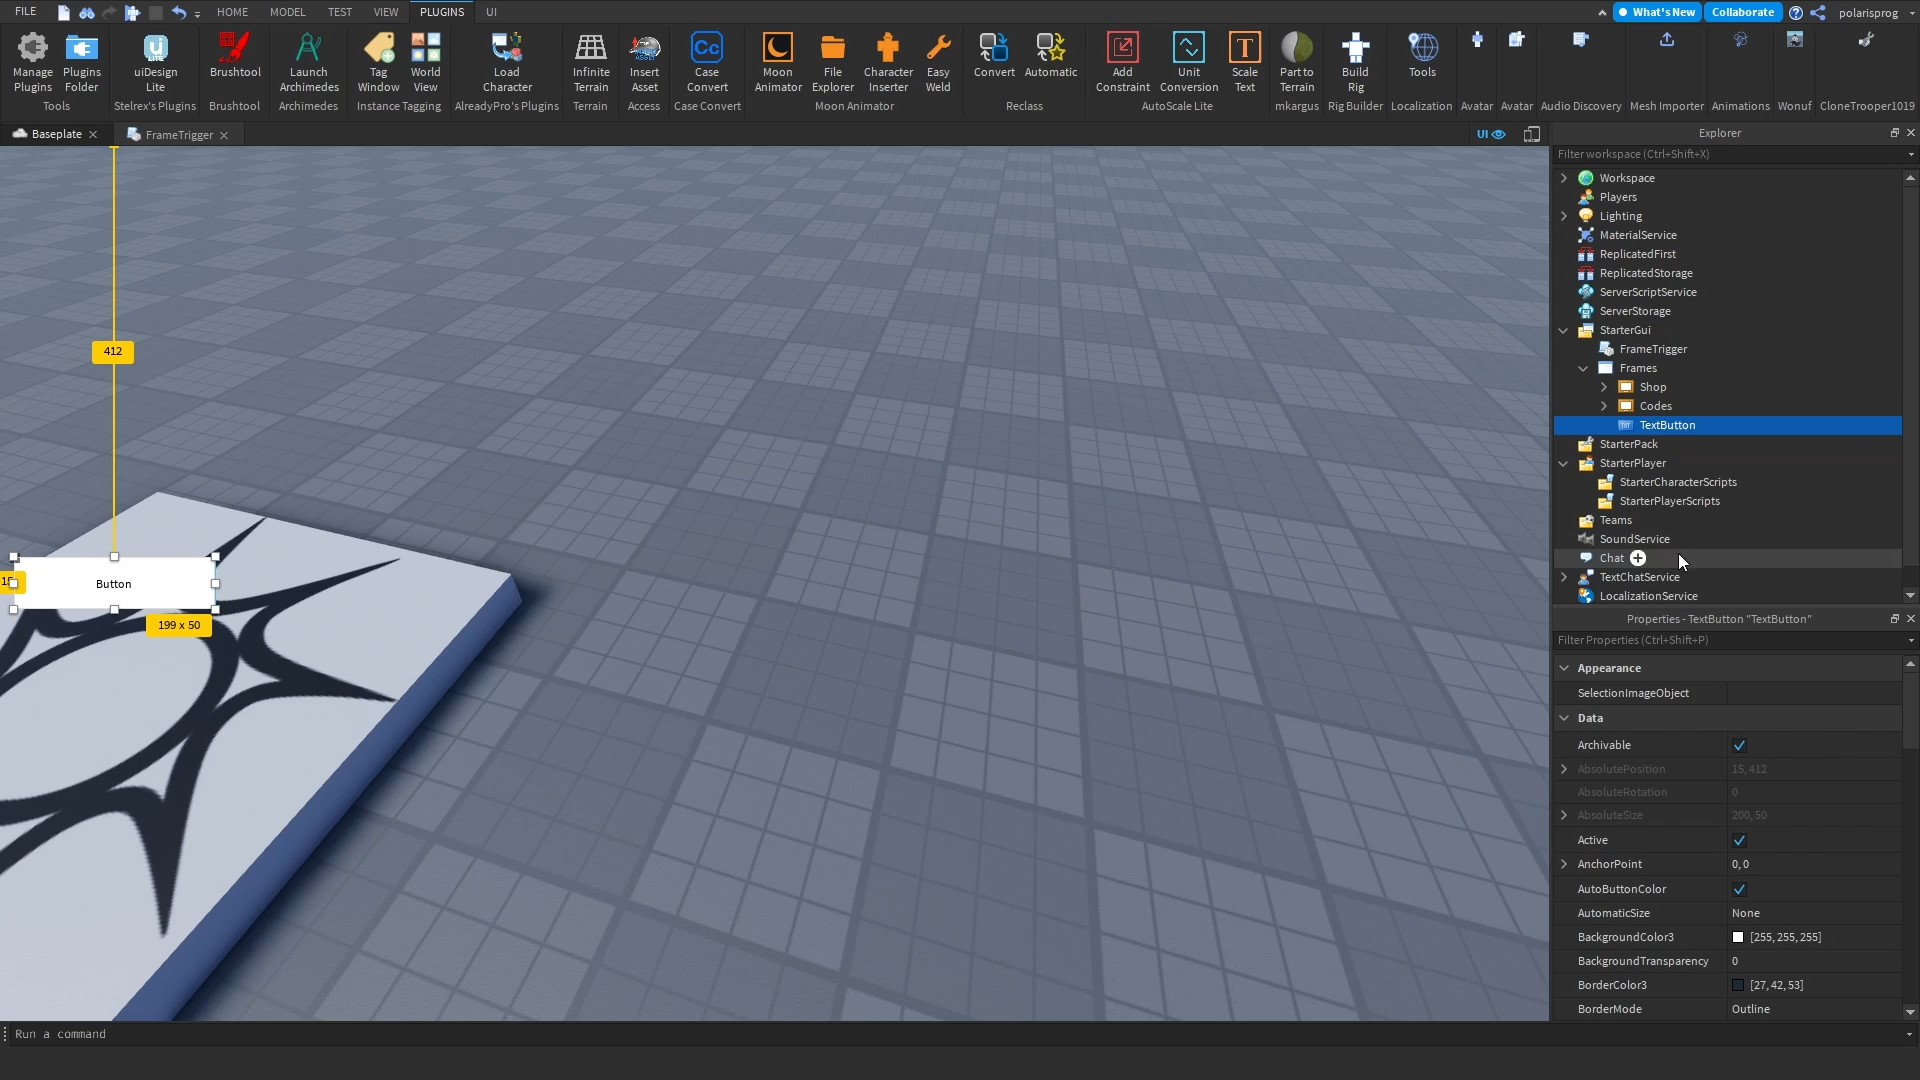 FILE HOME MODEL TEST VIEW PLUGINS UI What's New Collaborate polarisprog
Manage Plugins
Plugins Folder
Tools
uiDesign Lite
Stelrex's Plugins
Brushtool
Brushtool
Launch Archimedes
Archimedes
Tag Window
World View
Instance Tagging
Load Character
AlreadyPro's Plugins
Infinite Terrain
Terrain
Insert Asset
Access
Cc
Case Convert
Case Convert
Moon Animator
File Explorer
Character Inserter
Easy Weld
Moon Animator
Convert
Automatic
Reclass
Add Constraint
Unit Conversion
T
Scale Text
AutoScale Lite
Part to Terrain
mkargus
Build Rig
Rig Builder
Tools
Localization
Avatar
Avatar
Audio Discovery
Mesh Importer
Animations
Wonuf
CloneTrooper1019
Baseplate
FrameTrigger
UI
412
Button
199 x 50
Explorer
Filter workspace (Ctrl+Shift+X)
Workspace
Players
Lighting
MaterialService
ReplicatedFirst
ReplicatedStorage
ServerScriptService
ServerStorage
StarterGui
FrameTrigger
Frames
Shop
Codes
TextButton
StarterPack
StarterPlayer
StarterCharacterScripts
StarterPlayerScripts
Teams
SoundService
Chat
TextChatService
LocalizationService
Properties - TextButton "TextButton"
Filter Properties (Ctrl+Shift+P)
Appearance
SelectionImageObject
Data
Archivable
AbsolutePosition 15, 412
AbsoluteRotation 0
AbsoluteSize 200, 50
Active
AnchorPoint 0, 0
AutoButtonColor
AutomaticSize None
BackgroundColor3 [255, 255, 255]
BackgroundTransparency 0
BorderColor3 [27, 42, 53]
BorderMode Outline
Run a command